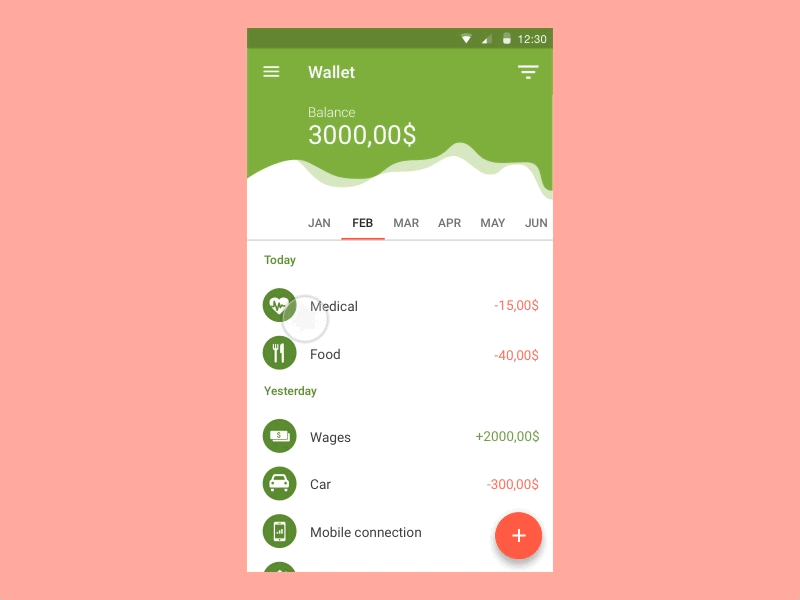 12:30
Wallet
Balance
3000,00$
JAN FEB MAR APR MAY JUN
Today
Medical -15,00$
Food -40,00$
Yesterday
$ Wages +2000,00$
Car -300,00$
Mobile connection
+